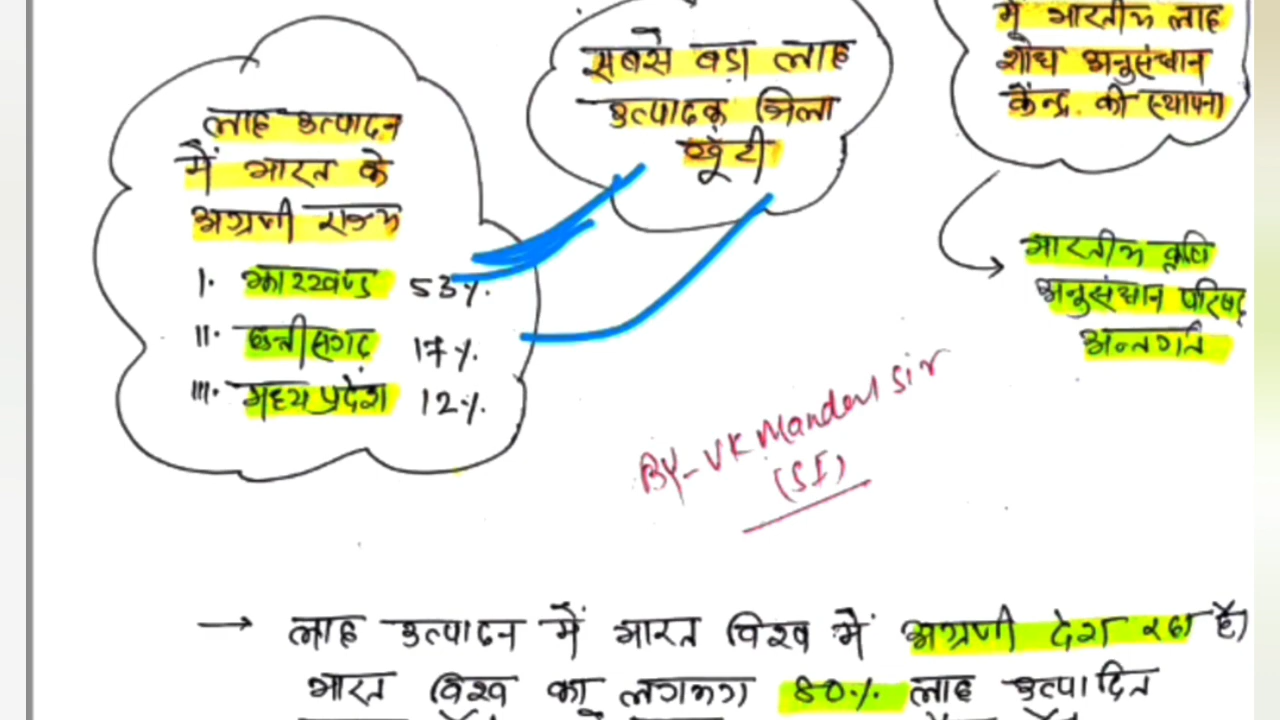 लाह उत्पादन
में भारत के
अग्रणी राज्य
I. झारखण्ड 53%.
II. छत्तीसगढ़ 17%.
III. मध्य प्रदेश 12%.
सबसे बड़ा लाह
उत्पादक जिला
खूंटी
में भारतीय लाह
शोध अनुसंधान
केन्द्र की स्थापना
भारतीय कृषि
अनुसंधान परिषद्
अन्तर्गत
BY-VK Mandal Sir
(SI)
→ लाह उत्पादन में भारत विश्व में अग्रणी देश रहा है।
भारत विश्व का लगभग 80% लाह उत्पादित